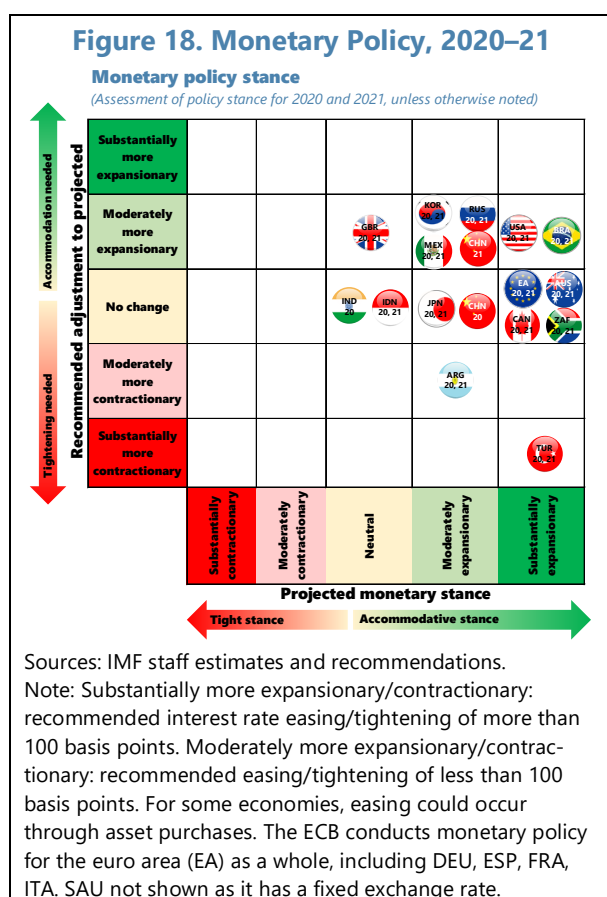 Figure 18. Monetary Policy, 2020–21
Monetary policy stance
(Assessment of policy stance for 2020 and 2021, unless otherwise noted)
Accommodation needed
Tightening needed
Recommended adjustment to projected
Substantially
more
expansionary
Moderately
more
expansionary
GBR
20, 21
KOR
20, 21
RUS
20, 21
MEX
20, 21
CHN
21
USA
20, 21
BRA
20, 21
No change
IND
20
IDN
20, 21
JPN
20, 21
CHN
20
EA
20, 21
AUS
20, 21
CAN
20, 21
ZAF
20, 21
Moderately
more
contractionary
ARG
20, 21
Substantially
more
contractionary
TUR
20, 21
Substantially
contractionary
Moderately
contractionary
Neutral
Moderately
expansionary
Substantially
expansionary
Projected monetary stance
Tight stance
Accommodative stance
Sources: IMF staff estimates and recommendations.
Note: Substantially more expansionary/contractionary:
recommended interest rate easing/tightening of more than
100 basis points. Moderately more expansionary/contrac-
tionary: recommended easing/tightening of less than 100
basis points. For some economies, easing could occur
through asset purchases. The ECB conducts monetary policy
for the euro area (EA) as a whole, including DEU, ESP, FRA,
ITA. SAU not shown as it has a fixed exchange rate.